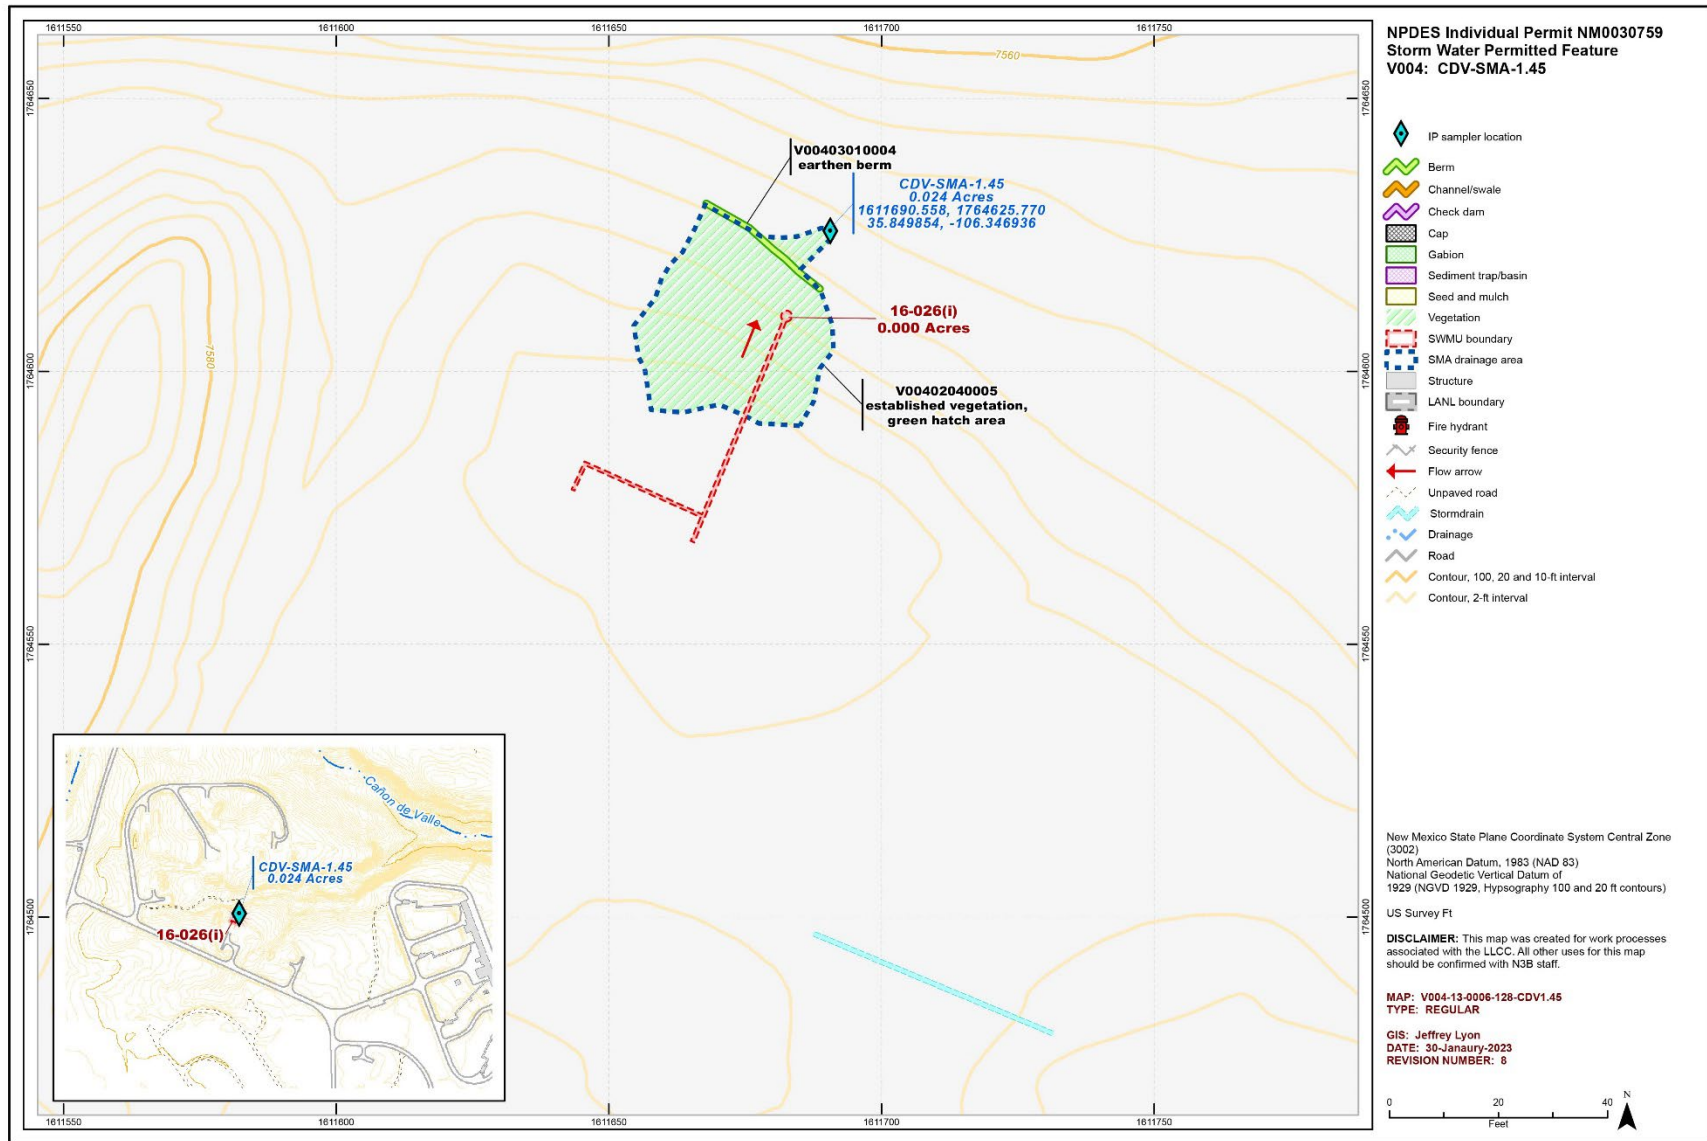 1611550
1611600
1611650
1611700
1611750
7560
1764650
1764650
V00403010004
earthen berm
CDV-SMA-1.45
0.024 Acres
1611690.558, 1764625.770
35.849854, -106.346936
16-026(i)
0.000 Acres
7580
1764600
1764600
V00402040005
established vegetation,
green hatch area
1764550
1764550
1764500
1764500
Cañon de Valle
CDV-SMA-1.45
0.024 Acres
16-026(i)
1611550
1611600
1611650
1611700
1611750
NPDES Individual Permit NM0030759
Storm Water Permitted Feature
V004: CDV-SMA-1.45
IP sampler location
Berm
Channel/swale
Check dam
Cap
Gabion
Sediment trap/basin
Seed and mulch
Vegetation
SWMU boundary
SMA drainage area
Structure
LANL boundary
Fire hydrant
Security fence
Flow arrow
Unpaved road
Stormdrain
Drainage
Road
Contour, 100, 20 and 10-ft interval
Contour, 2-ft interval
New Mexico State Plane Coordinate System Central Zone
(3002)
North American Datum, 1983 (NAD 83)
National Geodetic Vertical Datum of
1929 (NGVD 1929, Hypsography 100 and 20 ft contours)
US Survey Ft
DISCLAIMER: This map was created for work processes
associated with the LLCC. All other uses for this map
should be confirmed with N3B staff.
MAP: V004-13-0006-128-CDV1.45
TYPE: REGULAR
GIS: Jeffrey Lyon
DATE: 30-Janaury-2023
REVISION NUMBER: 8
0 20 40
Feet
N